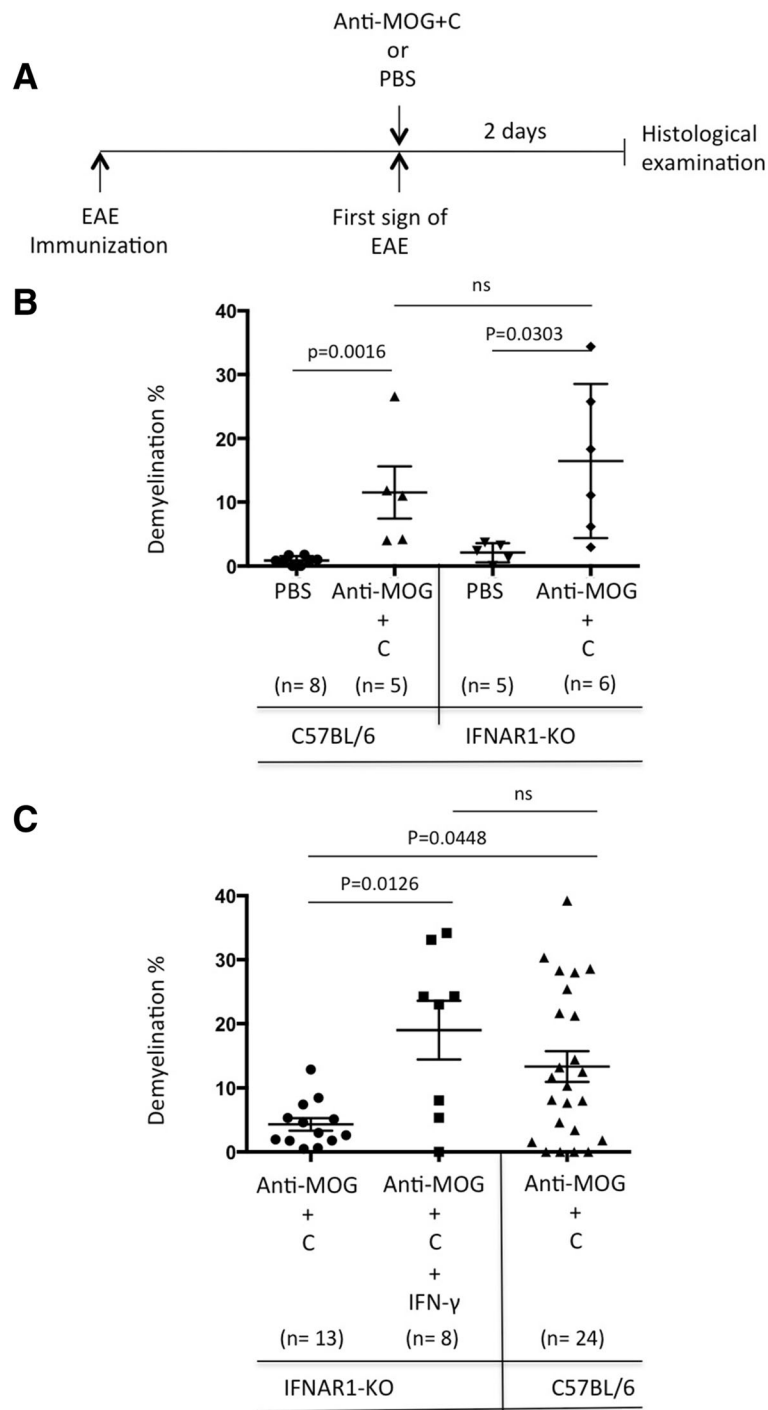 A
Anti-MOG+C
or
PBS
2 days
Histological
examination
EAE
Immunization
First sign of
EAE
B
ns
p=0.0016
P=0.0303
Demyelination %
40
30
20
10
0
PBS
Anti-MOG
+
C
PBS
Anti-MOG
+
C
(n= 8)
(n= 5)
(n= 5)
(n= 6)
C57BL/6
IFNAR1-KO
C
ns
P=0.0448
P=0.0126
Demyelination %
40
30
20
10
0
Anti-MOG
+
C
Anti-MOG
+
C
+
IFN-γ
Anti-MOG
+
C
(n= 13)
(n= 8)
(n= 24)
IFNAR1-KO
C57BL/6